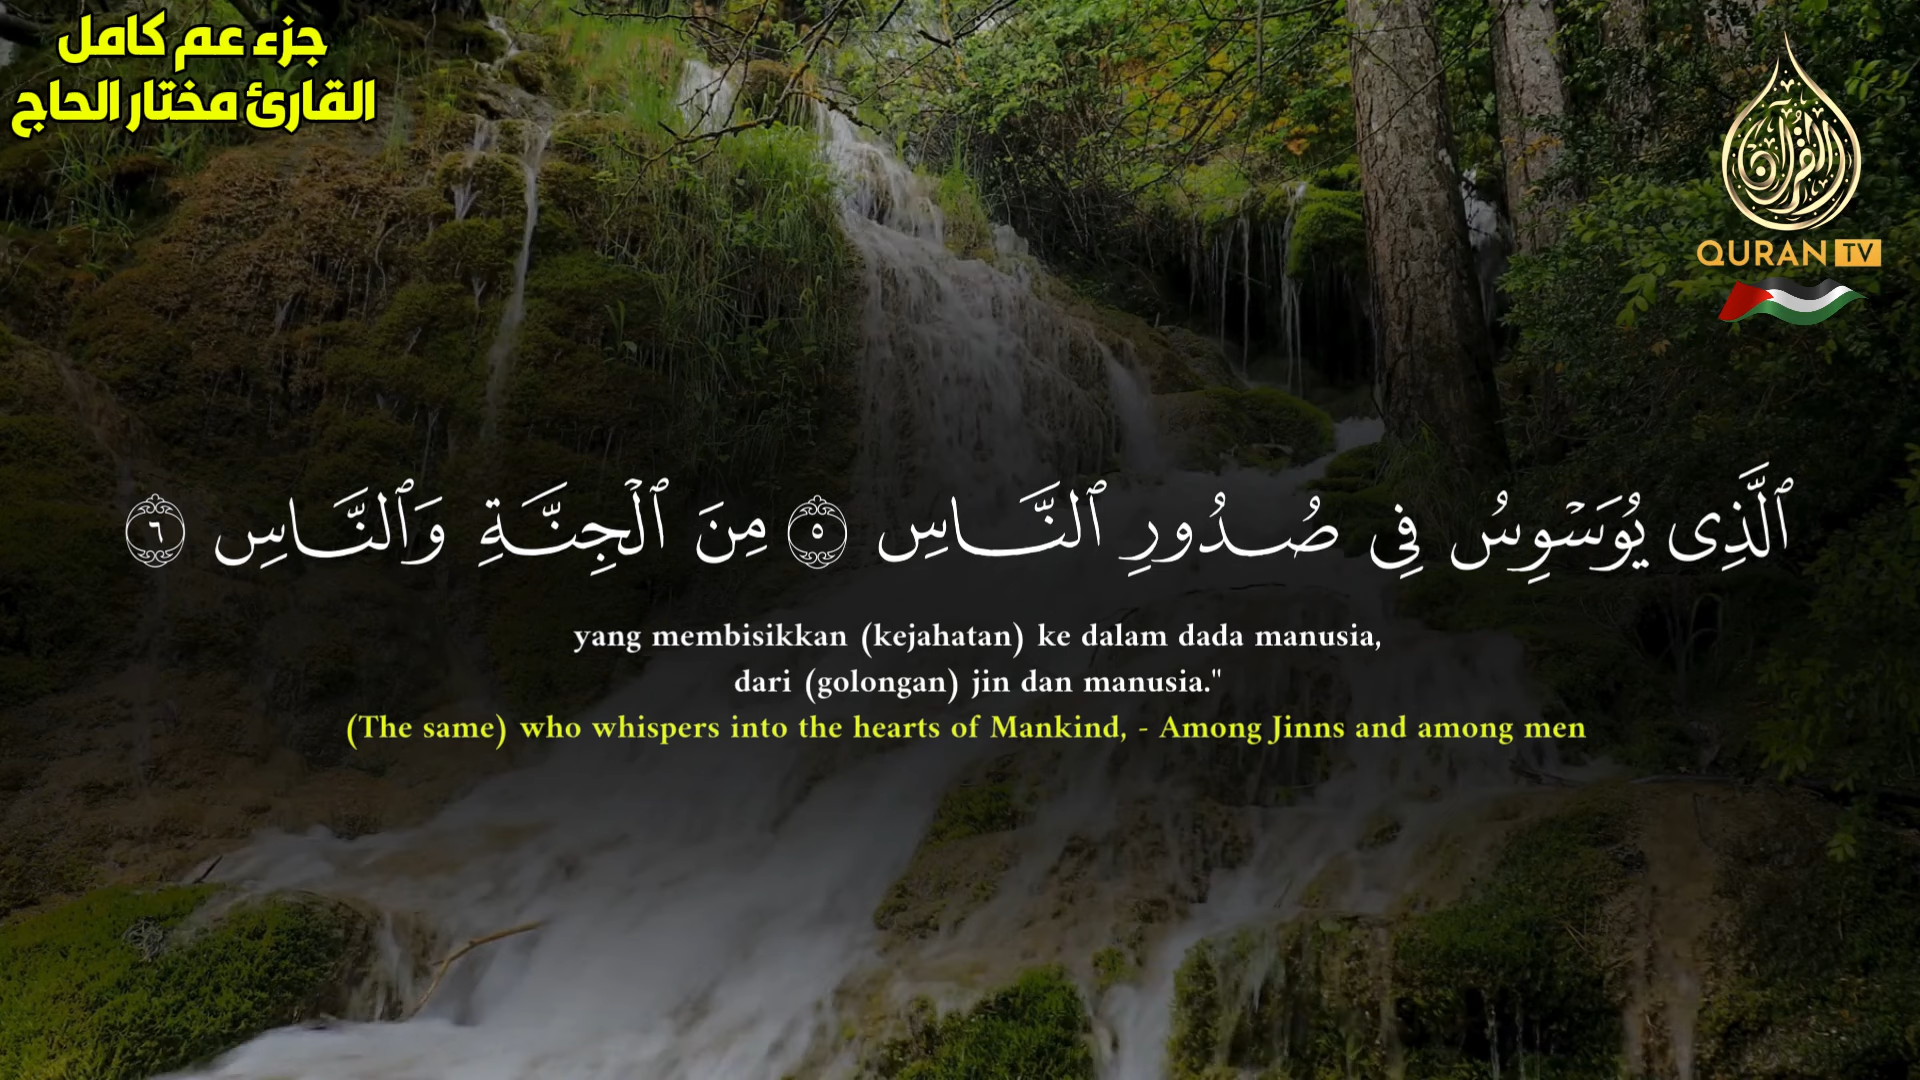 جزء عم كامل
القارئ مختار الحاج
القرآن
QURAN TV
ٱلَّذِى يُوَسْوِسُ فِى صُدُورِ ٱلنَّاسِ ٥ مِنَ ٱلْجِنَّةِ وَٱلنَّاسِ ٦
yang membisikkan (kejahatan) ke dalam dada manusia,
dari (golongan) jin dan manusia."
(The same) who whispers into the hearts of Mankind, - Among Jinns and among men